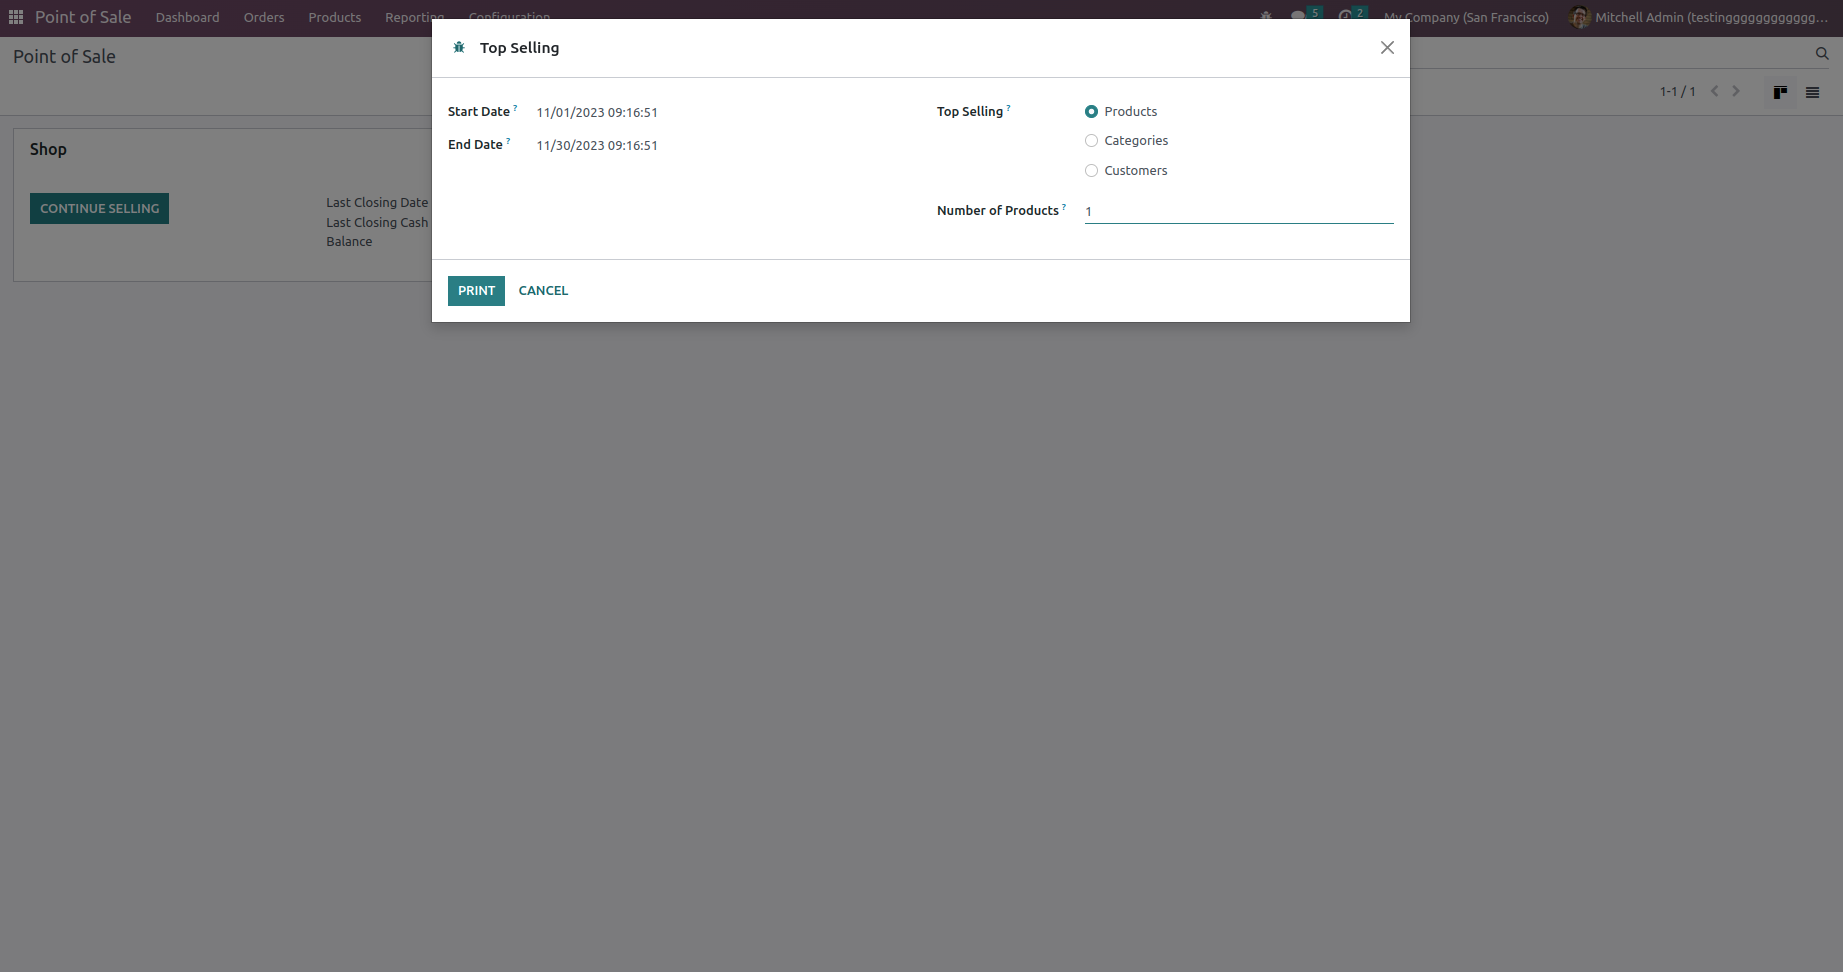 Point of Sale Dashboard Orders Products Reporting Configuration 5 2 My Company (San Francisco) Mitchell Admin (testinggggggggggggg...
Point of Sale
Top Selling
1-1 / 1
Start Date ? 11/01/2023 09:16:51
End Date ? 11/30/2023 09:16:51
Top Selling ? Products
Categories
Customers
Number of Products ? 1
PRINT CANCEL
Shop
CONTINUE SELLING
Last Closing Date
Last Closing Cash
Balance